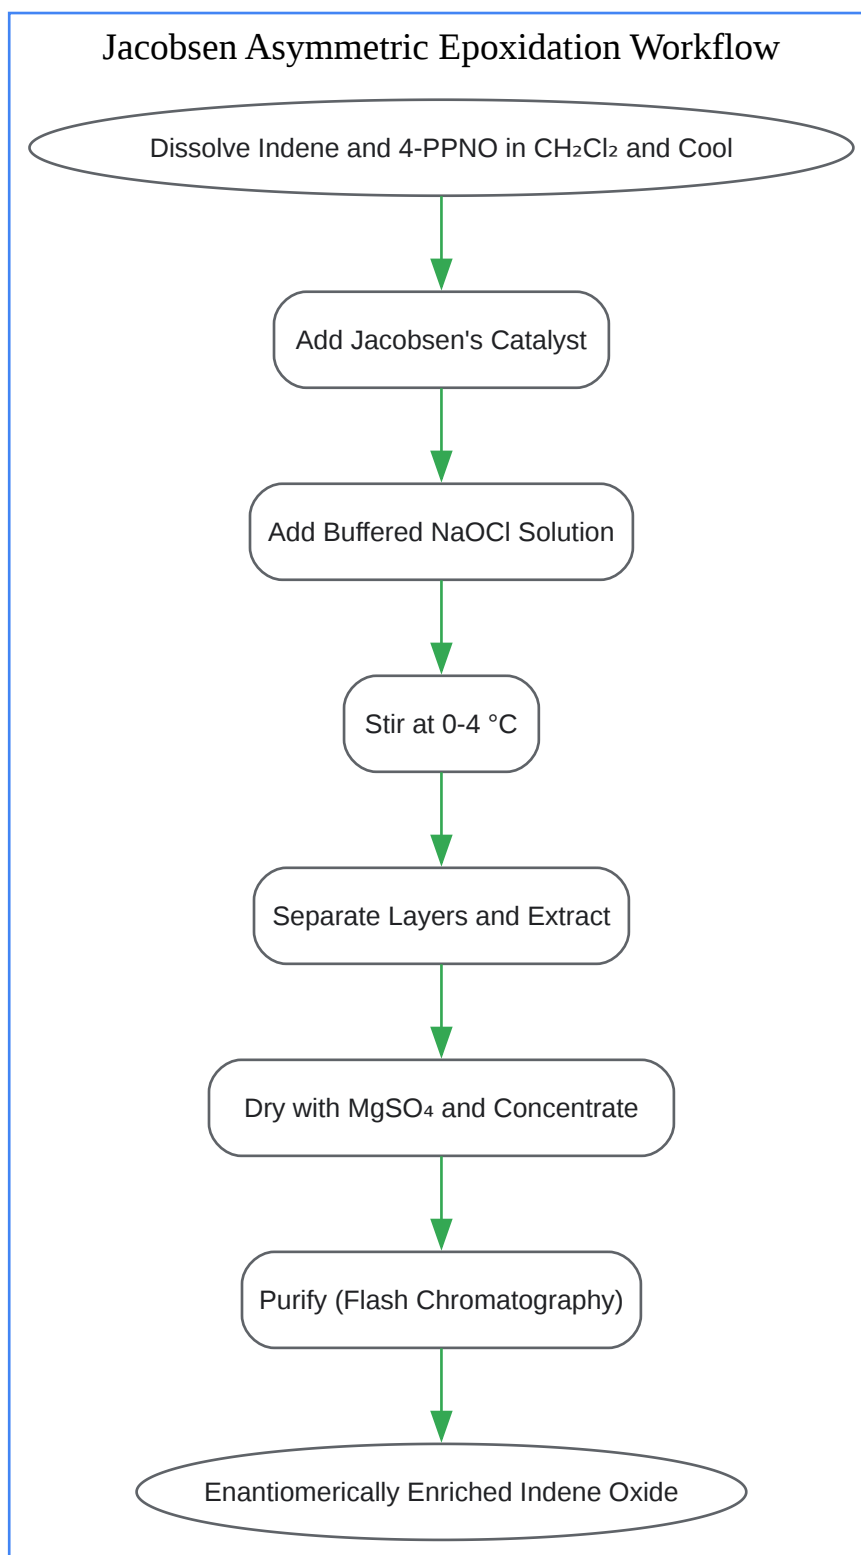 Jacobsen Asymmetric Epoxidation Workflow
Dissolve Indene and 4-PPNO in CH₂Cl₂ and Cool
Add Jacobsen's Catalyst
Add Buffered NaOCl Solution
Stir at 0-4 °C
Separate Layers and Extract
Dry with MgSO₄ and Concentrate
Purify (Flash Chromatography)
Enantiomerically Enriched Indene Oxide